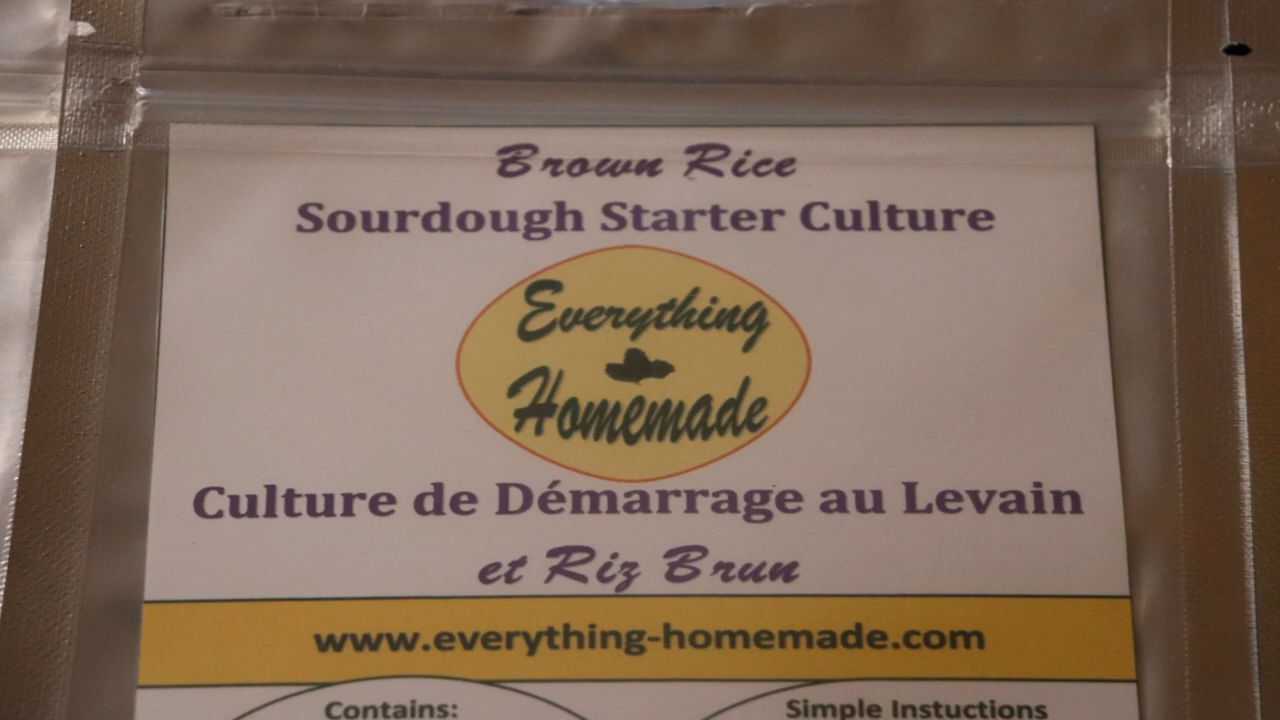 Brown Rice
Sourdough Starter Culture
Everything
Homemade
Culture de Démarrage au Levain
et Riz Brun
www.everything-homemade.com
Contains:
Simple Instuctions